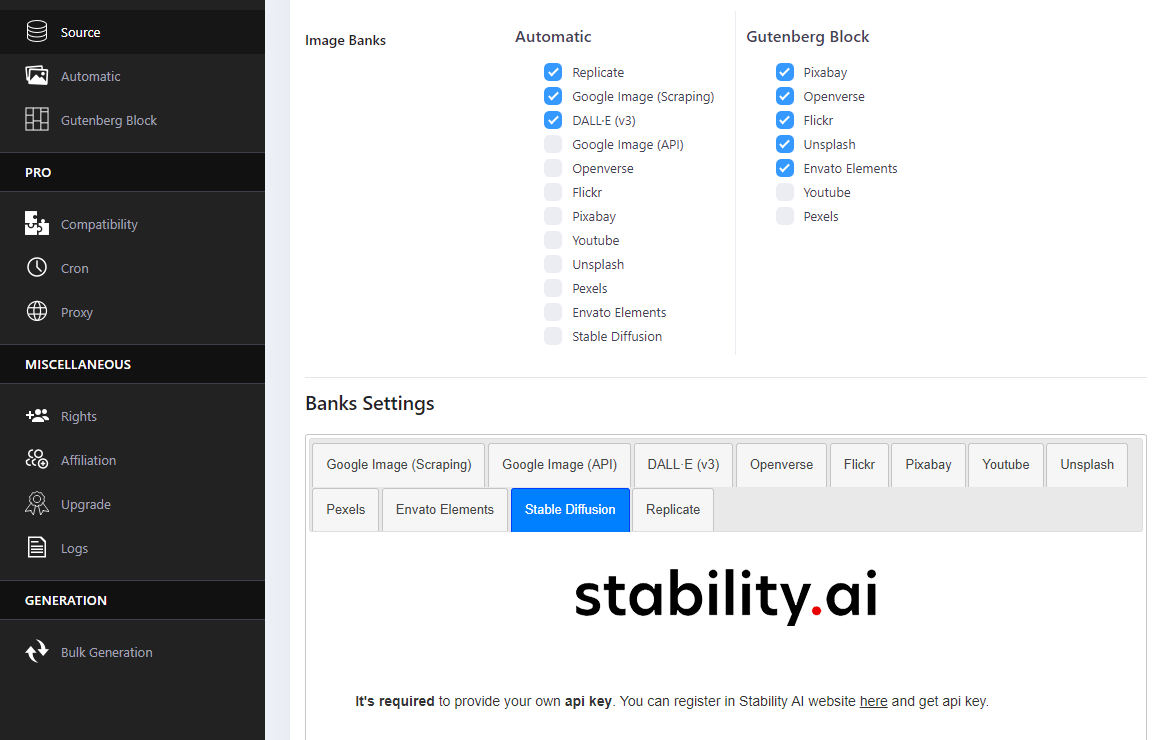 Source
Automatic
Gutenberg Block
PRO
Compatibility
Cron
Proxy
MISCELLANEOUS
Rights
Affiliation
Upgrade
Logs
GENERATION
Bulk Generation
Image Banks
Automatic
Replicate
Google Image (Scraping)
DALL·E (v3)
Google Image (API)
Openverse
Flickr
Pixabay
Youtube
Unsplash
Pexels
Envato Elements
Stable Diffusion
Gutenberg Block
Pixabay
Openverse
Flickr
Unsplash
Envato Elements
Youtube
Pexels
Banks Settings
Google Image (Scraping) Google Image (API) DALL·E (v3) Openverse Flickr Pixabay Youtube Unsplash
Pexels Envato Elements Stable Diffusion Replicate
stability.ai
It's required to provide your own api key. You can register in Stability AI website here and get api key.